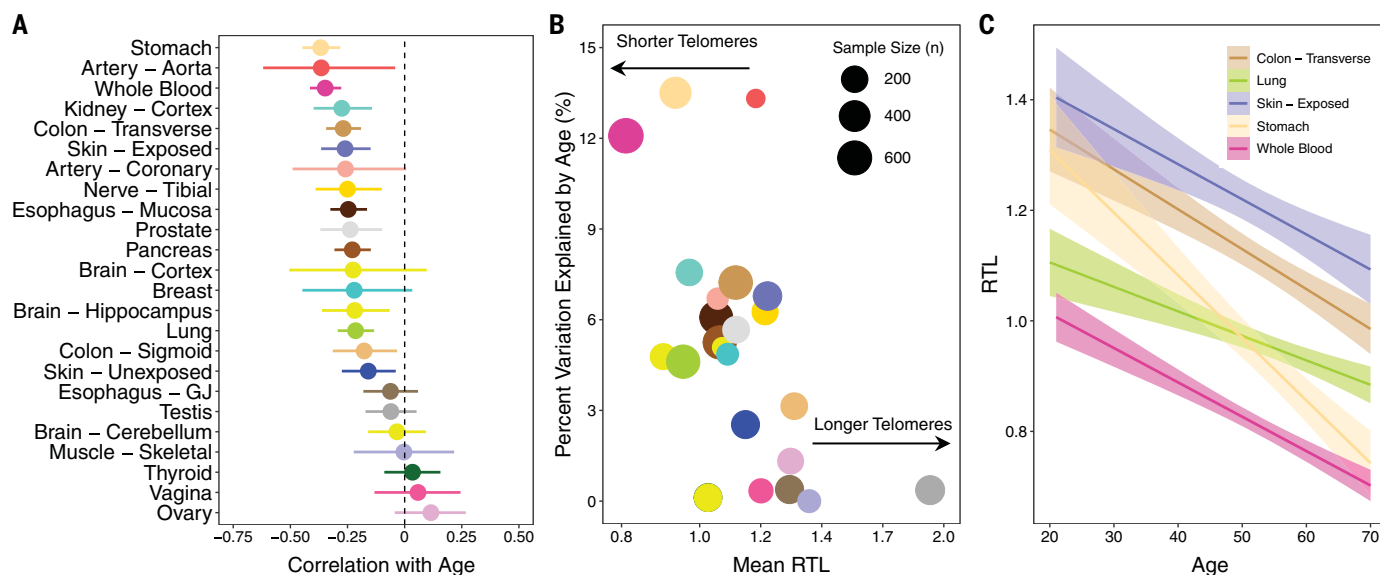 A
Stomach
Artery – Aorta
Whole Blood
Kidney – Cortex
Colon – Transverse
Skin – Exposed
Artery – Coronary
Nerve – Tibial
Esophagus – Mucosa
Prostate
Pancreas
Brain – Cortex
Breast
Brain – Hippocampus
Lung
Colon – Sigmoid
Skin – Unexposed
Esophagus – GJ
Testis
Brain – Cerebellum
Muscle – Skeletal
Thyroid
Vagina
Ovary
−0.75
−0.50
−0.25
0
0.25
0.50
Correlation with Age
B
Percent Variation Explained by Age (%)
15
12
9
6
3
0
Shorter Telomeres
Sample Size (n)
200
400
600
Longer Telomeres
0.8
1.0
1.2
1.4
1.7
2.0
Mean RTL
C
RTL
1.4
1.2
1.0
0.8
Colon – Transverse
Lung
Skin – Exposed
Stomach
Whole Blood
20
30
40
50
60
70
Age